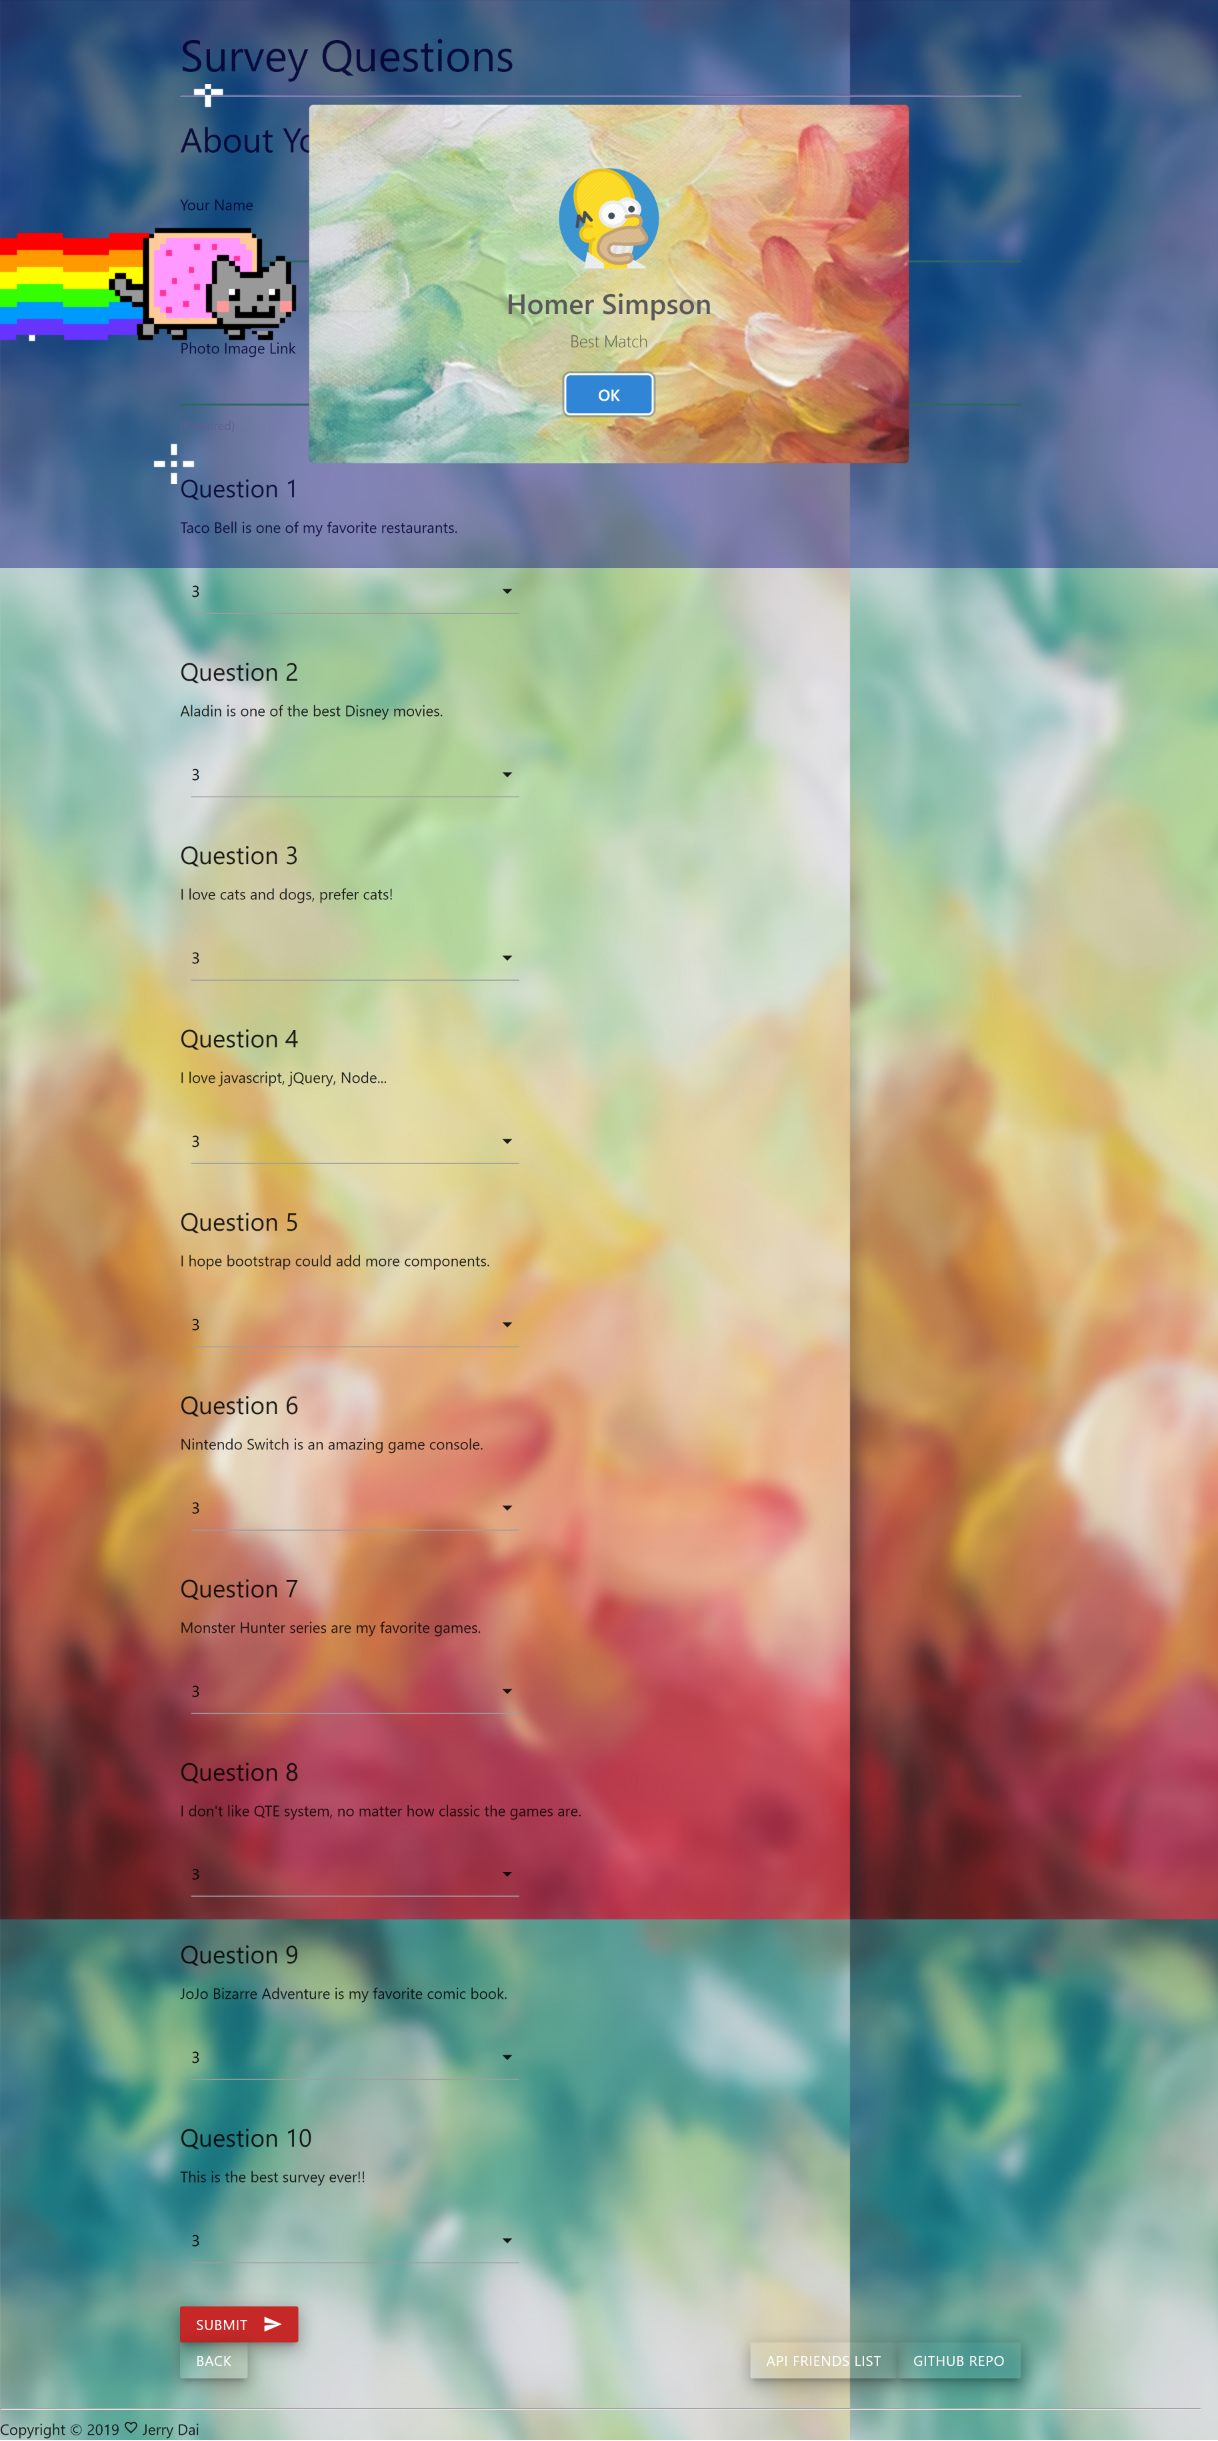 Survey Questions
About Yo
Your Name
Photo Image Link
Homer Simpson
Best Match
OK
Question 1
Taco Bell is one of my favorite restaurants.
3
Question 2
Aladin is one of the best Disney movies.
3
Question 3
I love cats and dogs, prefer cats!
3
Question 4
I love javascript, jQuery, Node...
3
Question 5
I hope bootstrap could add more components.
3
Question 6
Nintendo Switch is an amazing game console.
3
Question 7
Monster Hunter series are my favorite games.
3
Question 8
I don't like QTE system, no matter how classic the games are.
3
Question 9
JoJo Bizarre Adventure is my favorite comic book.
3
Question 10
This is the best survey ever!!
3
SUBMIT
BACK
API FRIENDS LIST
GITHUB REPO
Copyright © 2019 ♡ Jerry Dai